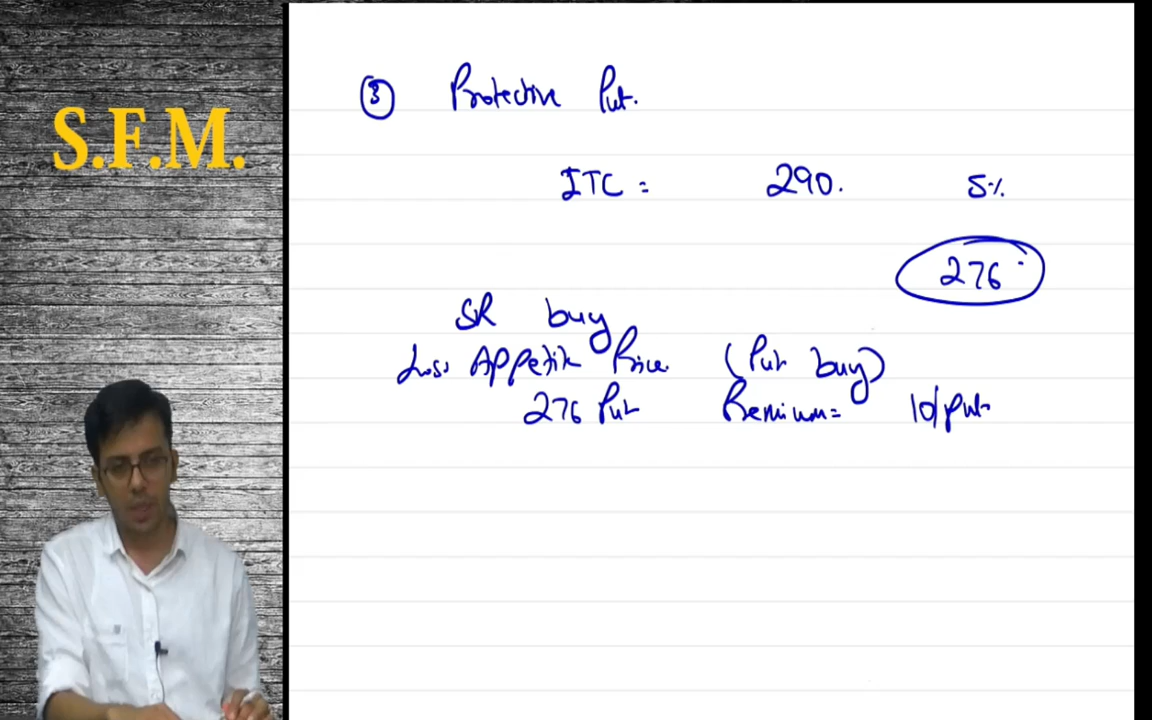 S.F.M.
③ Protective Put.
ITC = 290. 5%
276
SR buy
Loss Appetite Price (Put buy)
276 Put Premium= 10/put